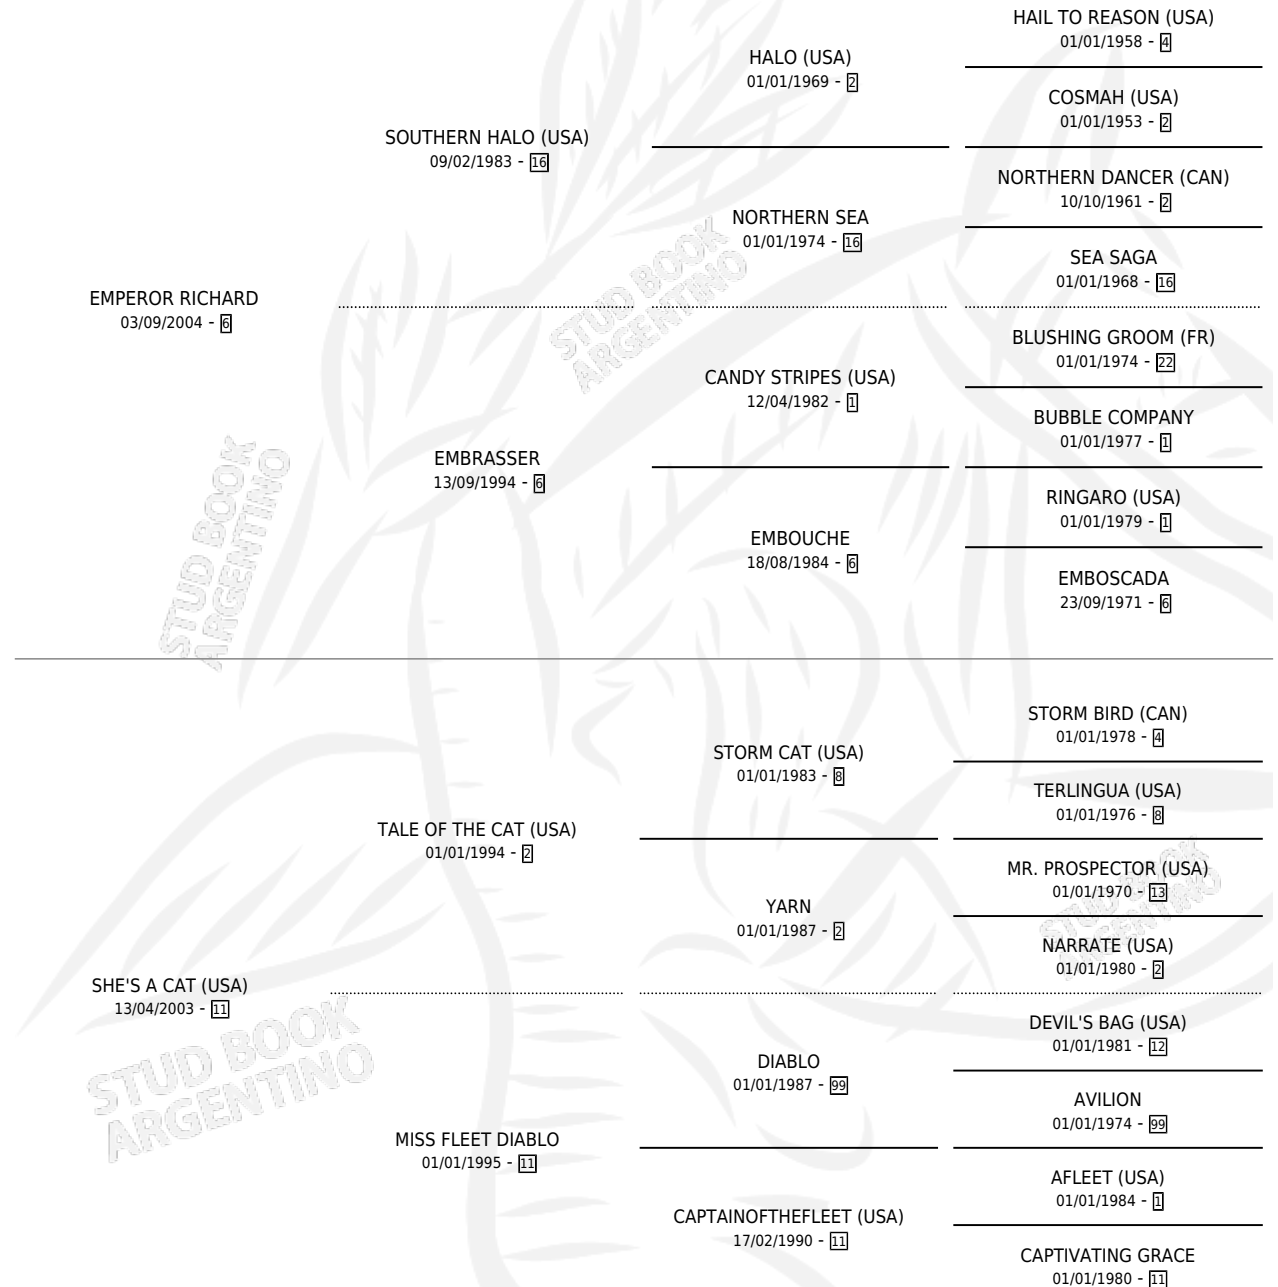 HAIL TO REASON (USA)
01/01/1958 - 4
HALO (USA)
01/01/1969 - 2
COSMAH (USA)
01/01/1953 - 2
SOUTHERN HALO (USA)
09/02/1983 - 16
NORTHERN DANCER (CAN)
10/10/1961 - 2
NORTHERN SEA
01/01/1974 - 16
SEA SAGA
01/01/1968 - 16
EMPEROR RICHARD
03/09/2004 - 6
BLUSHING GROOM (FR)
01/01/1974 - 22
CANDY STRIPES (USA)
12/04/1982 - 1
BUBBLE COMPANY
01/01/1977 - 1
EMBRASSER
13/09/1994 - 6
RINGARO (USA)
01/01/1979 - 1
EMBOUCHE
18/08/1984 - 6
EMBOSCADA
23/09/1971 - 6
STUD BOOK
ARGENTINO
STUD BOOK
ARGENTINO
STORM BIRD (CAN)
01/01/1978 - 4
STORM CAT (USA)
01/01/1983 - 8
TERLINGUA (USA)
01/01/1976 - 8
TALE OF THE CAT (USA)
01/01/1994 - 2
MR. PROSPECTOR (USA)
01/01/1970 - 13
YARN
01/01/1987 - 2
NARRATE (USA)
01/01/1980 - 2
SHE'S A CAT (USA)
13/04/2003 - 11
DEVIL'S BAG (USA)
01/01/1981 - 12
DIABLO
01/01/1987 - 99
AVILION
01/01/1974 - 99
MISS FLEET DIABLO
01/01/1995 - 11
AFLEET (USA)
01/01/1984 - 1
CAPTAINOFTHEFLEET (USA)
17/02/1990 - 11
CAPTIVATING GRACE
01/01/1980 - 11
STUD BOOK
ARGENTINO
STUD BOOK
ARGENTINO